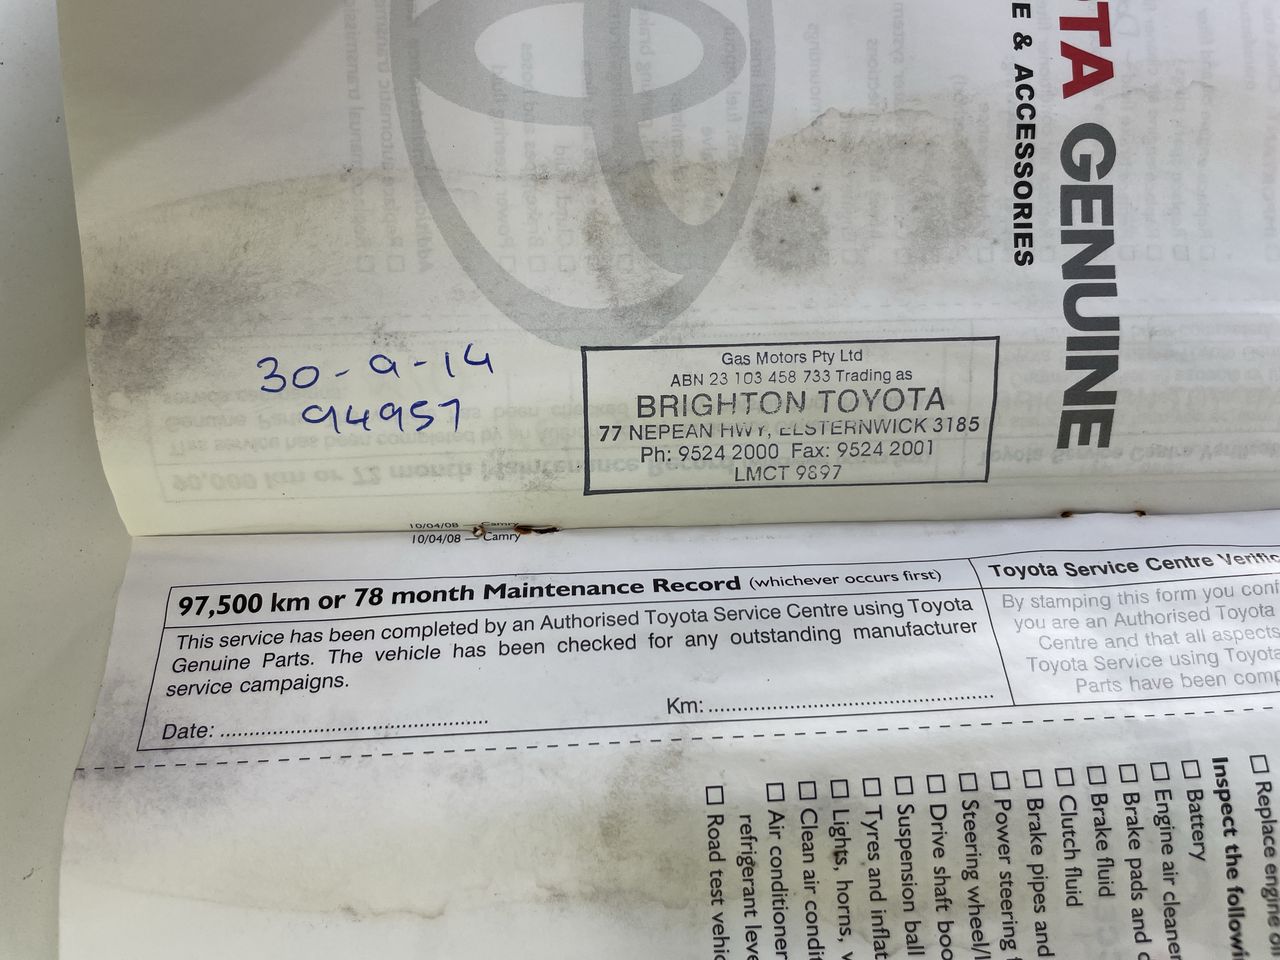 TA GENUINE
E & ACCESSORIES
30-9-14
94957
Gas Motors Pty Ltd
ABN 23 103 458 733 Trading as
BRIGHTON TOYOTA
77 NEPEAN HWY, ELSTERNWICK 3185
Ph: 9524 2000 Fax: 9524 2001
LMCT 9897
10/04/08 — Camry
10/04/08 — Camry
97,500 km or 78 month Maintenance Record (whichever occurs first)
This service has been completed by an Authorised Toyota Service Centre using Toyota
Genuine Parts. The vehicle has been checked for any outstanding manufacturer
service campaigns.
Date: ..............................................
Km: ................................................
Toyota Service Centre Verific
By stamping this form you conf
you are an Authorised Toyota
Centre and that all aspects
Toyota Service using Toyota
Parts have been comp
☐ Replace engine oil
Inspect the followi
☐ Battery
☐ Engine air cleaner
☐ Brake pads and d
☐ Brake fluid
☐ Clutch fluid
☐ Brake pipes and
☐ Power steering f
☐ Steering wheel/l
☐ Drive shaft boo
☐ Suspension ball
☐ Tyres and inflat
☐ Lights, horns, v
☐ Clean air condit
☐ Air conditioner
refrigerant leve
☐ Road test vehic